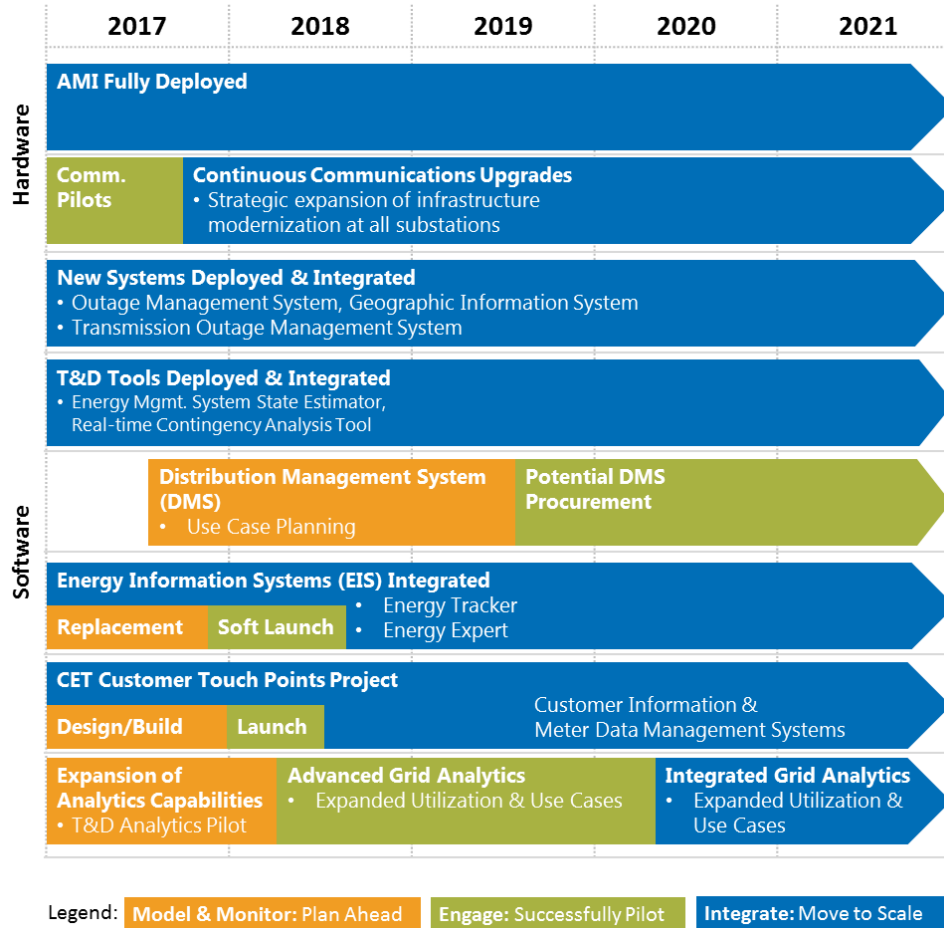 2017 2018 2019 2020 2021
Hardware
AMI Fully Deployed
Comm.
Pilots
Continuous Communications Upgrades
• Strategic expansion of infrastructure
modernization at all substations
Software
New Systems Deployed & Integrated
• Outage Management System, Geographic Information System
• Transmission Outage Management System
T&D Tools Deployed & Integrated
• Energy Mgmt. System State Estimator,
Real-time Contingency Analysis Tool
Distribution Management System
(DMS)
• Use Case Planning
Potential DMS
Procurement
Energy Information Systems (EIS) Integrated
Replacement
Soft Launch
• Energy Tracker
• Energy Expert
CET Customer Touch Points Project
Design/Build
Launch
Customer Information &
Meter Data Management Systems
Expansion of
Analytics Capabilities
• T&D Analytics Pilot
Advanced Grid Analytics
• Expanded Utilization & Use Cases
Integrated Grid Analytics
• Expanded Utilization &
Use Cases
Legend: Model & Monitor: Plan Ahead Engage: Successfully Pilot Integrate: Move to Scale